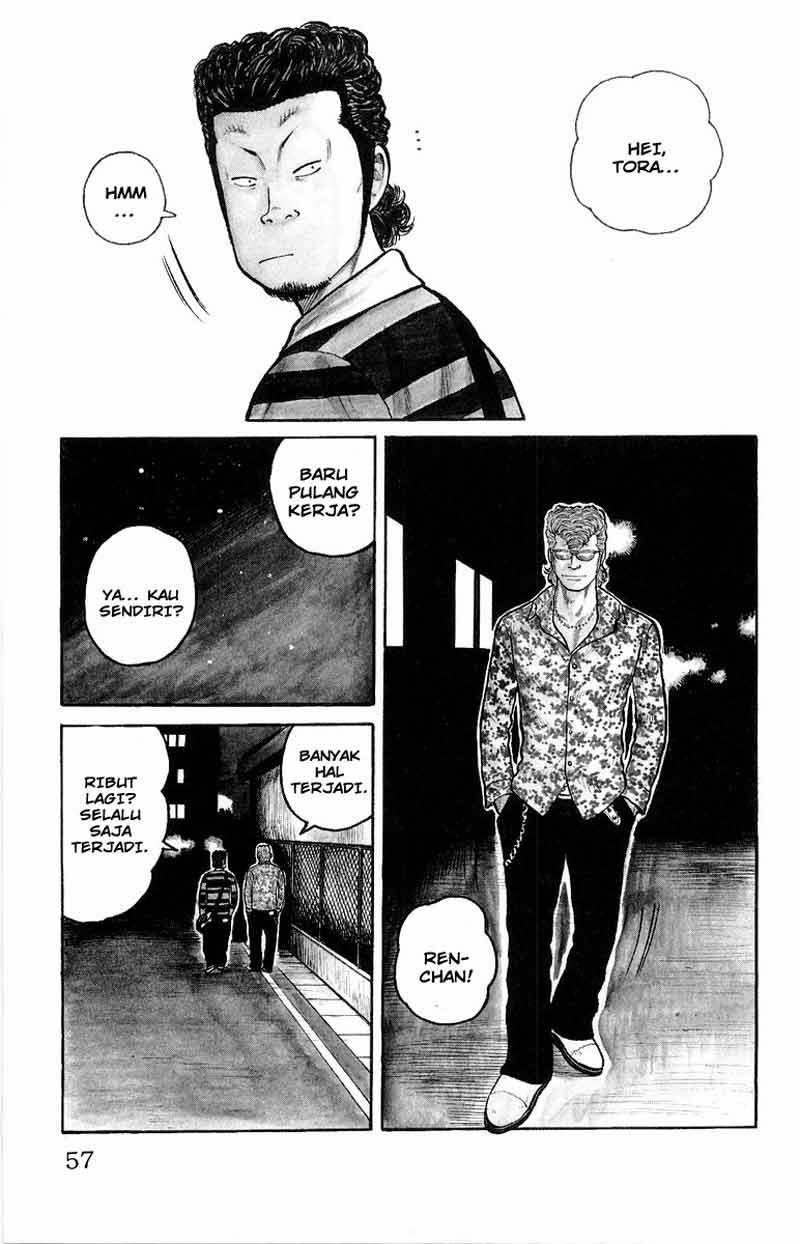 HEI,
TORA...
HMM
...
...
REN-
CHAN!
BARU
PULANG
KERJA?
YA... KAU
SENDIRI?
BANYAK
HAL
TERJADI.
RIBUT
LAGI?
SELALU
SAJA
TERJADI.
57